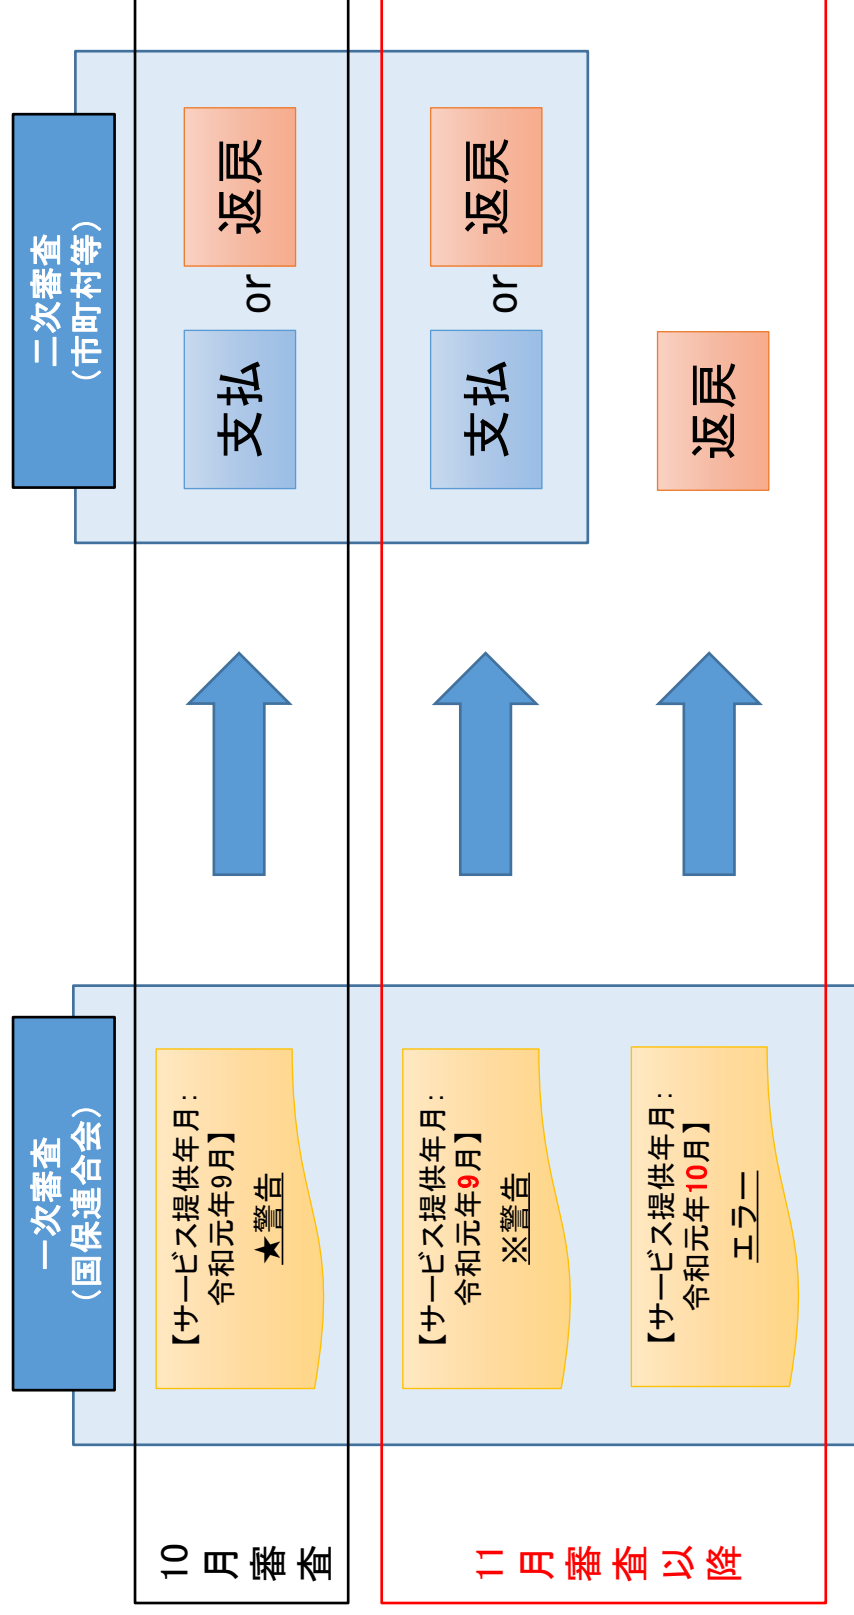 一次審査
（国保連合会）
二次審査
（市町村等）
10月審査
【サービス提供年月：
令和元年9月】
★警告
支払
or
返戻
11月審査以降
【サービス提供年月：
令和元年9月】
※警告
支払
or
返戻
【サービス提供年月：
令和元年10月】
エラー
返戻